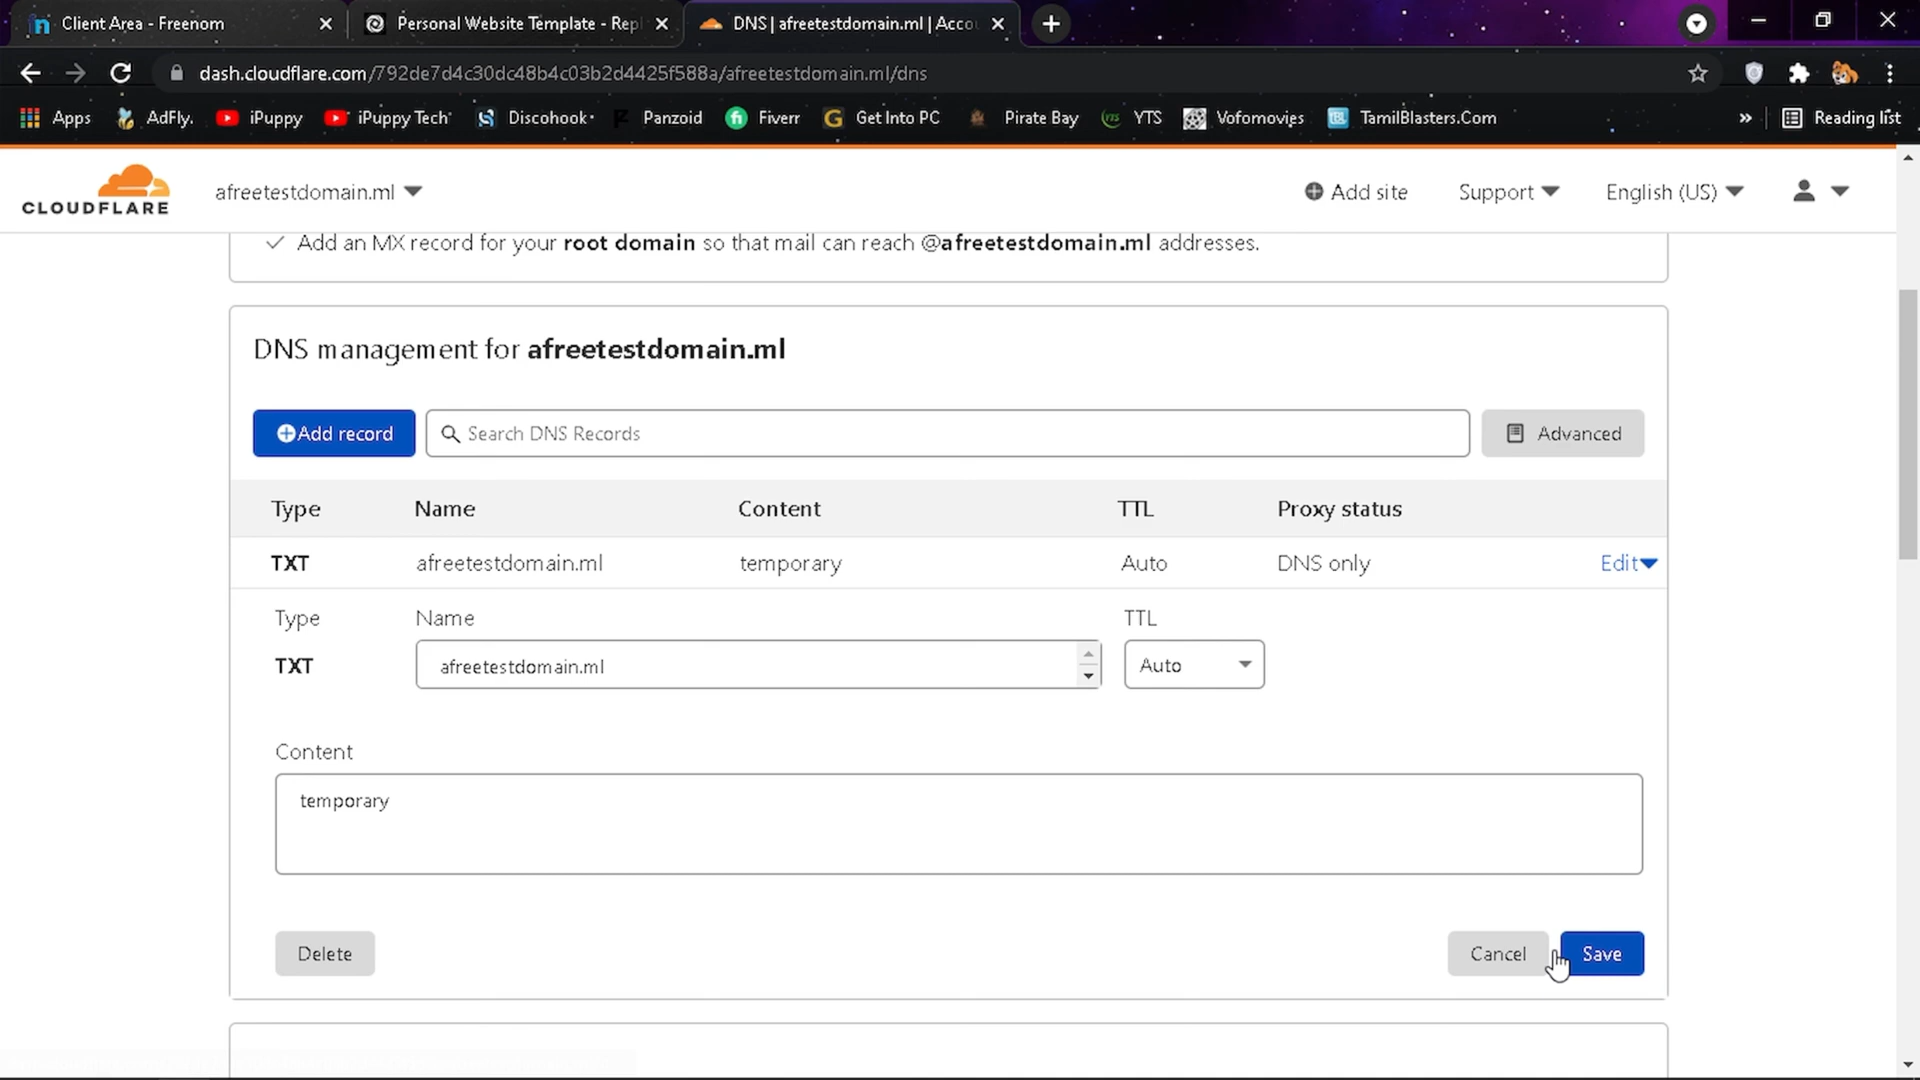 Client Area - Freenom
Personal Website Template - Repl
DNS | afreetestdomain.ml | Acco
dash.cloudflare.com/792de7d4c30dc48b4c03b2d4425f588a/afreetestdomain.ml/dns
Apps AdFly. iPuppy iPuppy Tech Discohook Panzoid Fiverr Get Into PC Pirate Bay YTS Vofomovies TamilBlasters.Com » Reading list
CLOUDFLARE afreetestdomain.ml Add site Support English (US)
Add an MX record for your root domain so that mail can reach @afreetestdomain.ml addresses.
DNS management for afreetestdomain.ml
Add record Search DNS Records Advanced
Type Name Content TTL Proxy status
TXT afreetestdomain.ml temporary Auto DNS only Edit
Type Name TTL
TXT afreetestdomain.ml Auto
Content
temporary
Delete Cancel Save